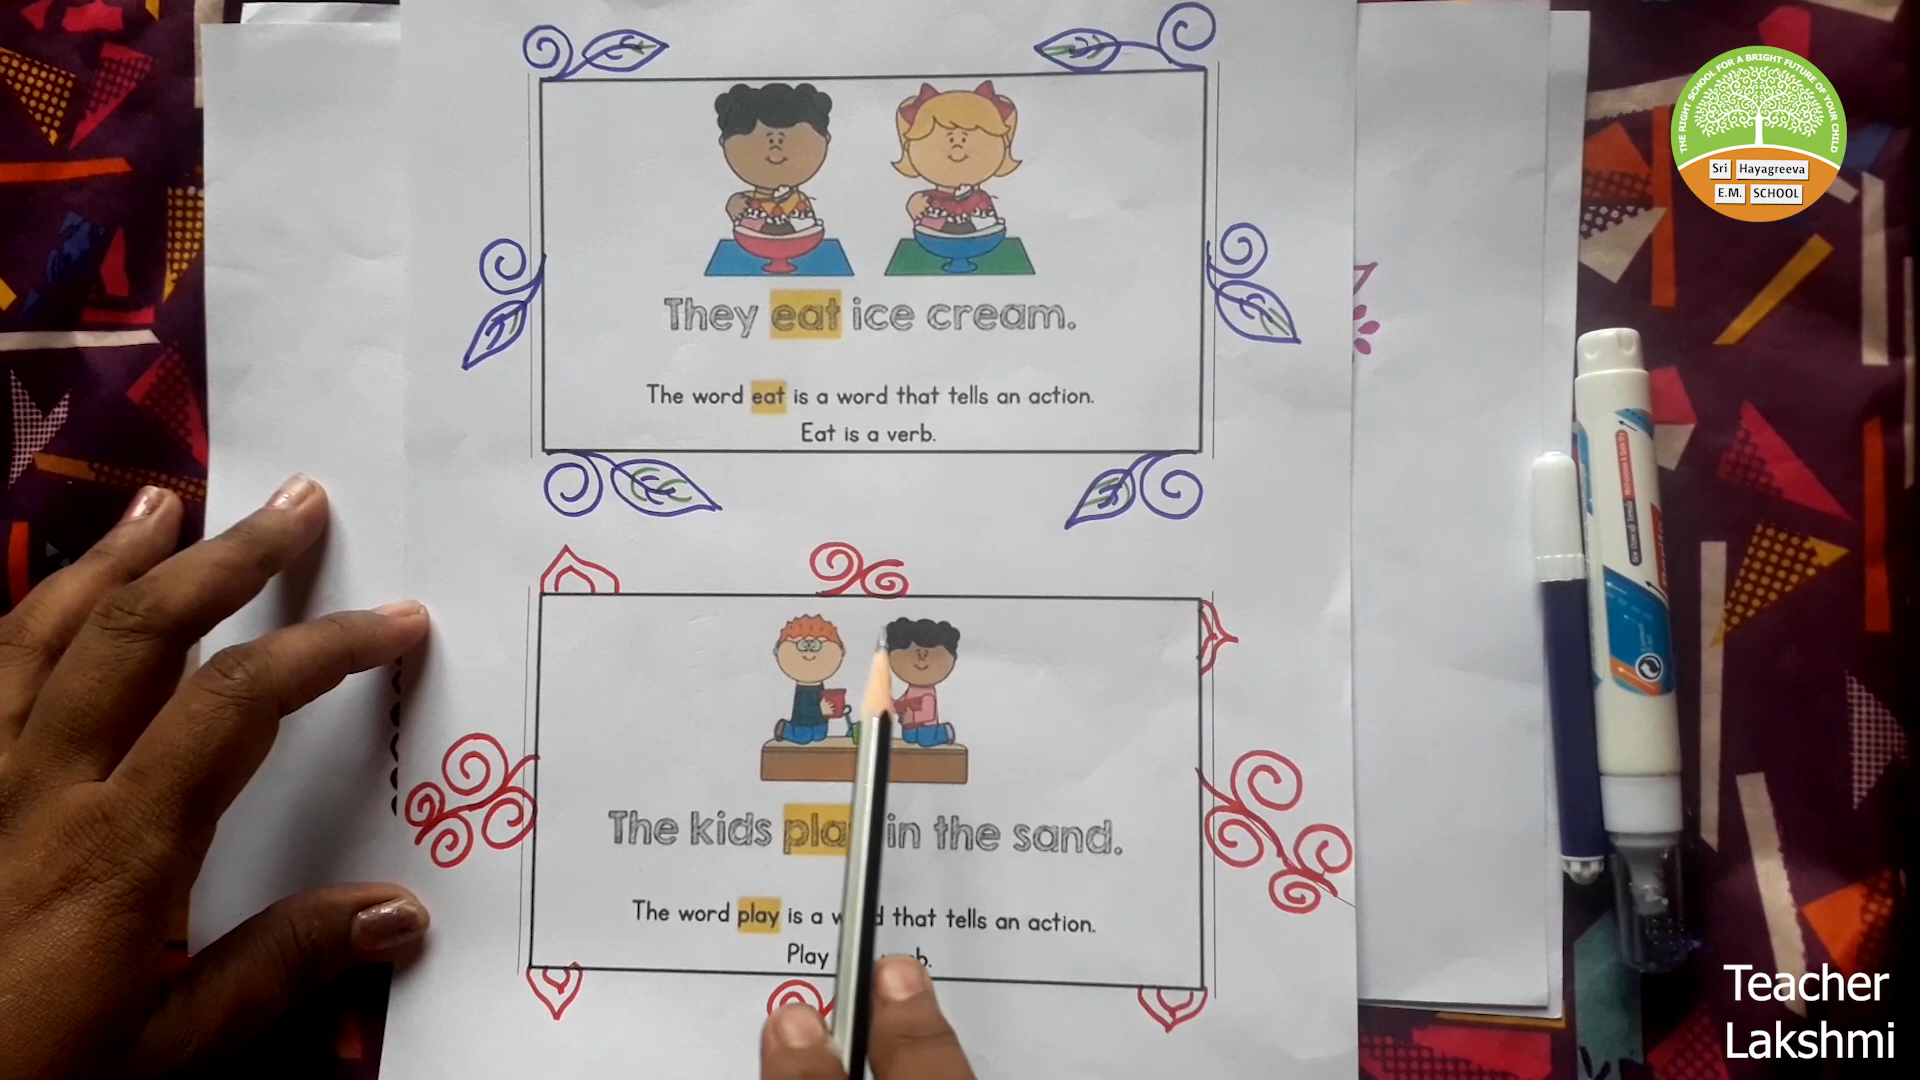 THE RIGHT SCHOOL FOR A BRIGHT FUTURE OF YOUR CHILD
Sri Hayagreeva
E.M. SCHOOL
They eat ice cream.
The word eat is a word that tells an action.
Eat is a verb.
The kids pla in the sand.
The word play is a w d that tells an action.
Play b.
Teacher
Lakshmi